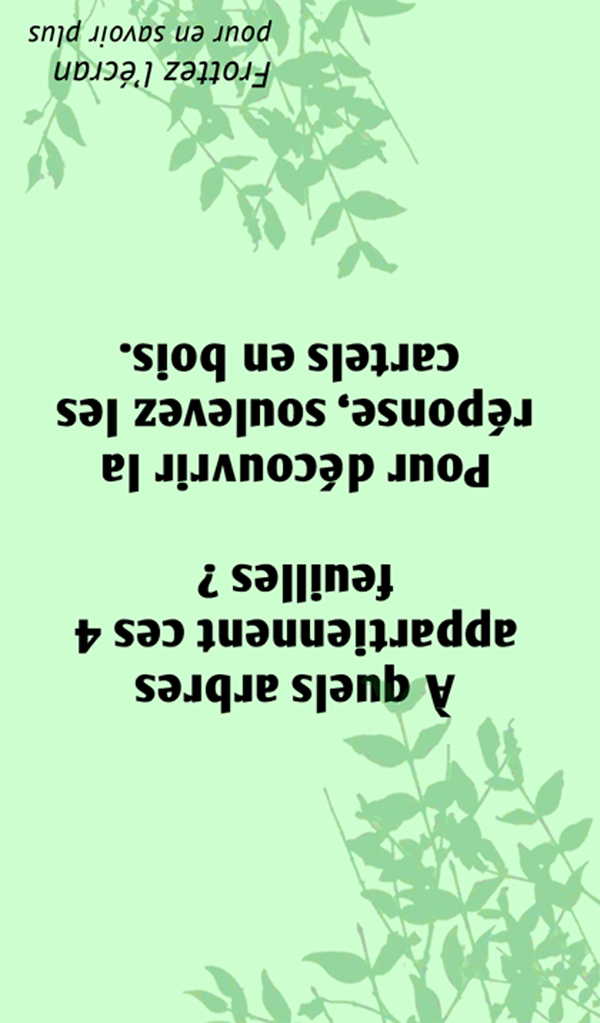 À quels arbres
appartiennent ces 4
feuilles ?
Pour découvrir la
réponse, soulevez les
cartels en bois.
Frottez l'écran
pour en savoir plus